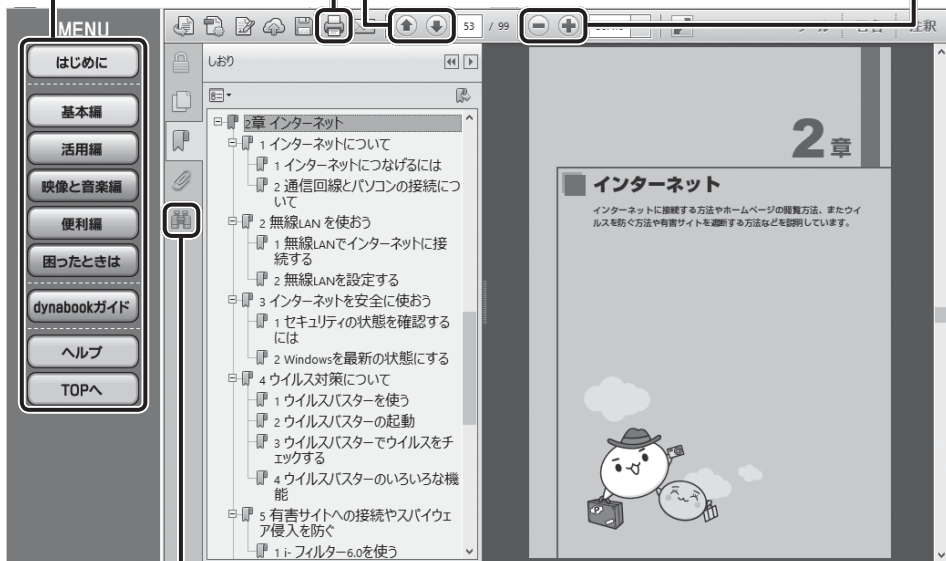 MENU
はじめに
基本編
活用編
映像と音楽編
便利編
困ったときは
dynabookガイド
ヘルプ
TOPへ
53 / 99
注釈
しおり
2章 インターネット
1 インターネットについて
1 インターネットにつなげるには
2 通信回線とパソコンの接続につ
いて
2 無線LAN を使おう
1 無線LANでインターネットに接
続する
2 無線LANを設定する
3 インターネットを安全に使おう
1 セキュリティの状態を確認する
には
2 Windowsを最新の状態にする
4 ウイルス対策について
1 ウイルスバスターを使う
2 ウイルスバスターの起動
3 ウイルスバスターでウイルスをチ
ェックする
4 ウイルスバスターのいろいろな機
能
5 有害サイトへの接続やスパイウェ
ア侵入を防ぐ
1 i- フィルター6.0を使う
2章
インターネット
インターネットに接続する方法やホームページの閲覧方法、またウイ
ルスを防ぐ方法や有害サイトを遮断する方法などを説明しています。